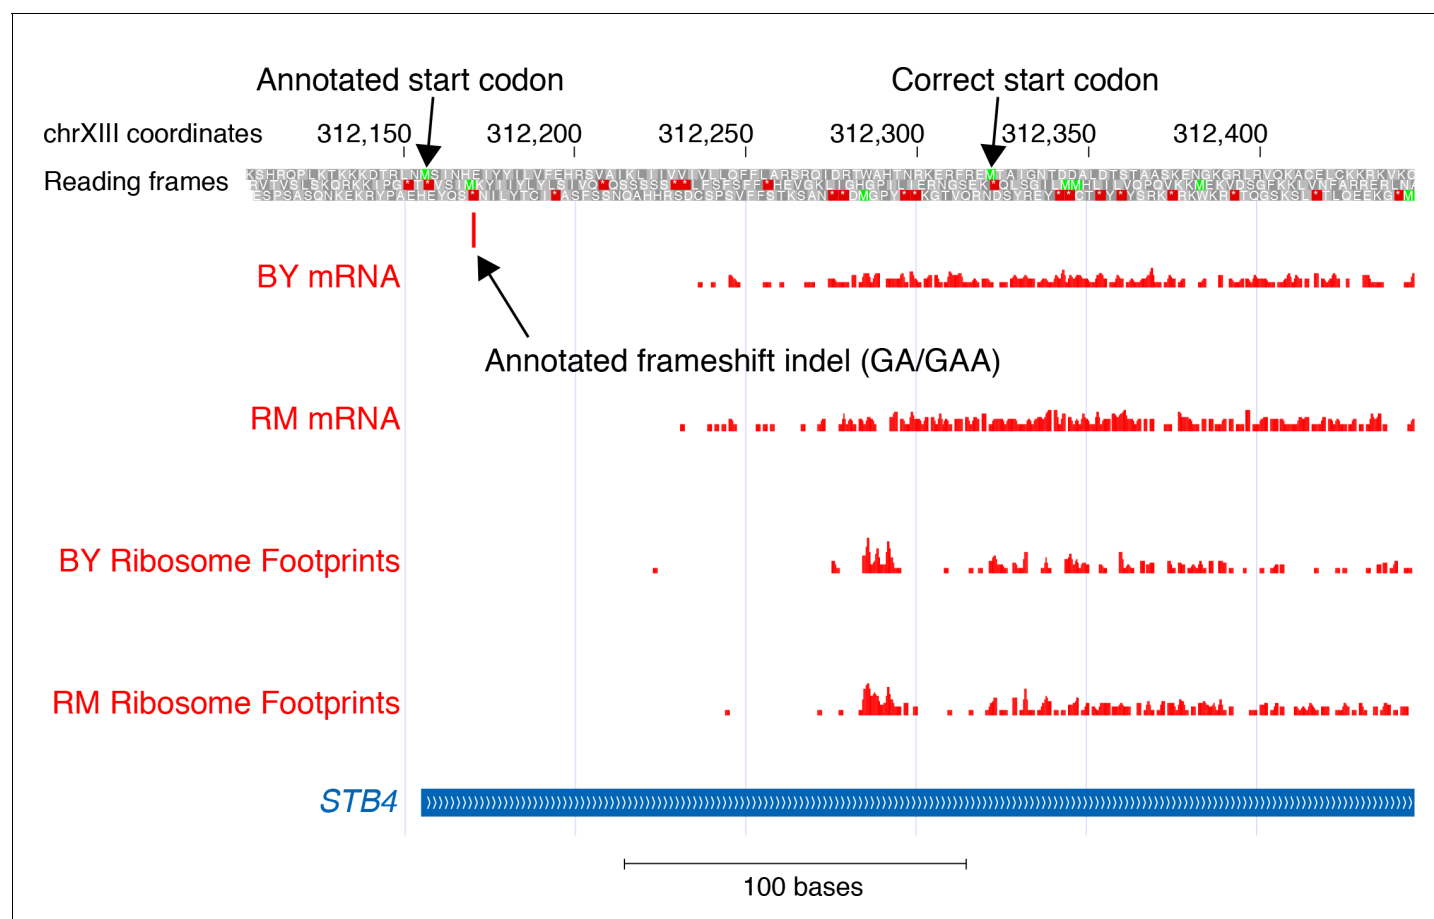 Annotated start codon
Correct start codon
chrXIII coordinates 312,150 312,200 312,250 312,300 312,350 312,400
Reading frames
BY mRNA
Annotated frameshift indel (GA/GAA)
RM mRNA
BY Ribosome Footprints
RM Ribosome Footprints
STB4
100 bases